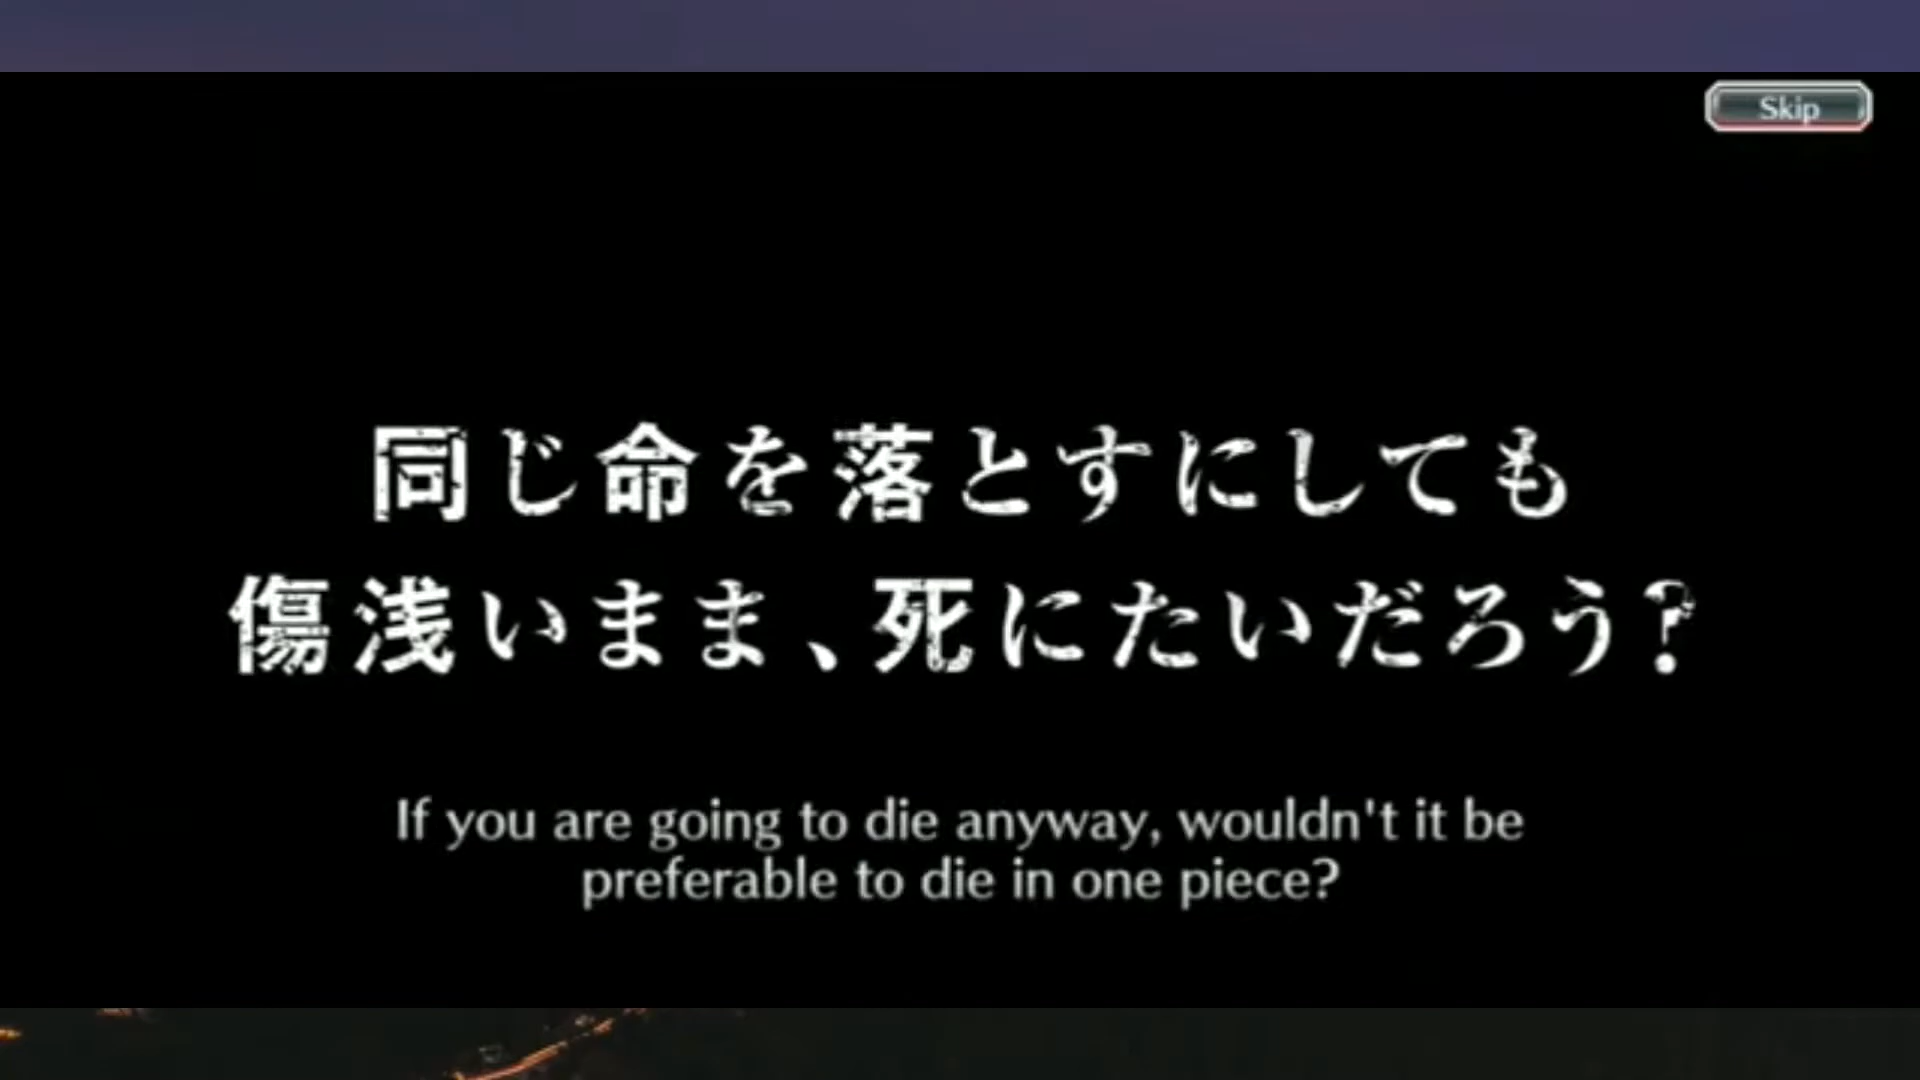 Skip
同じ命を落とすにしても
傷浅いまま、死にたいだろう?
If you are going to die anyway, wouldn't it be
preferable to die in one piece?